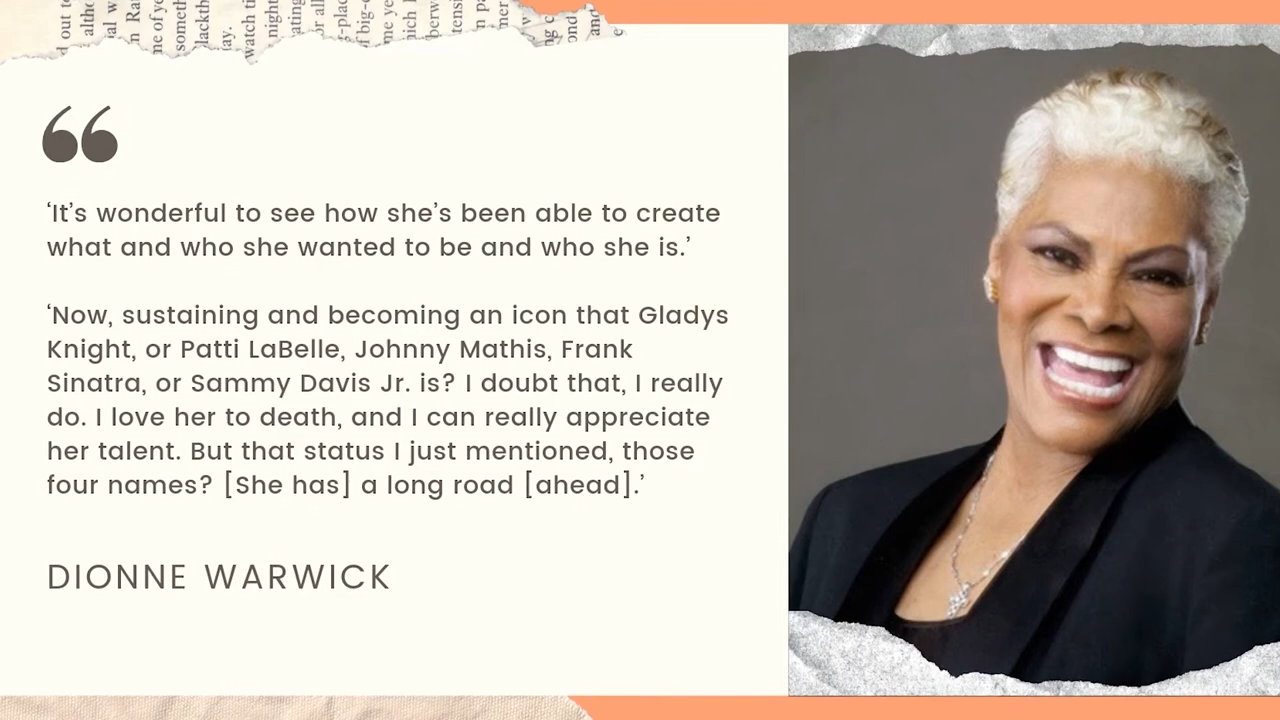 “
‘It’s wonderful to see how she’s been able to create
what and who she wanted to be and who she is.’
‘Now, sustaining and becoming an icon that Gladys
Knight, or Patti LaBelle, Johnny Mathis, Frank
Sinatra, or Sammy Davis Jr. is? I doubt that, I really
do. I love her to death, and I can really appreciate
her talent. But that status I just mentioned, those
four names? [She has] a long road [ahead].’
DIONNE WARWICK